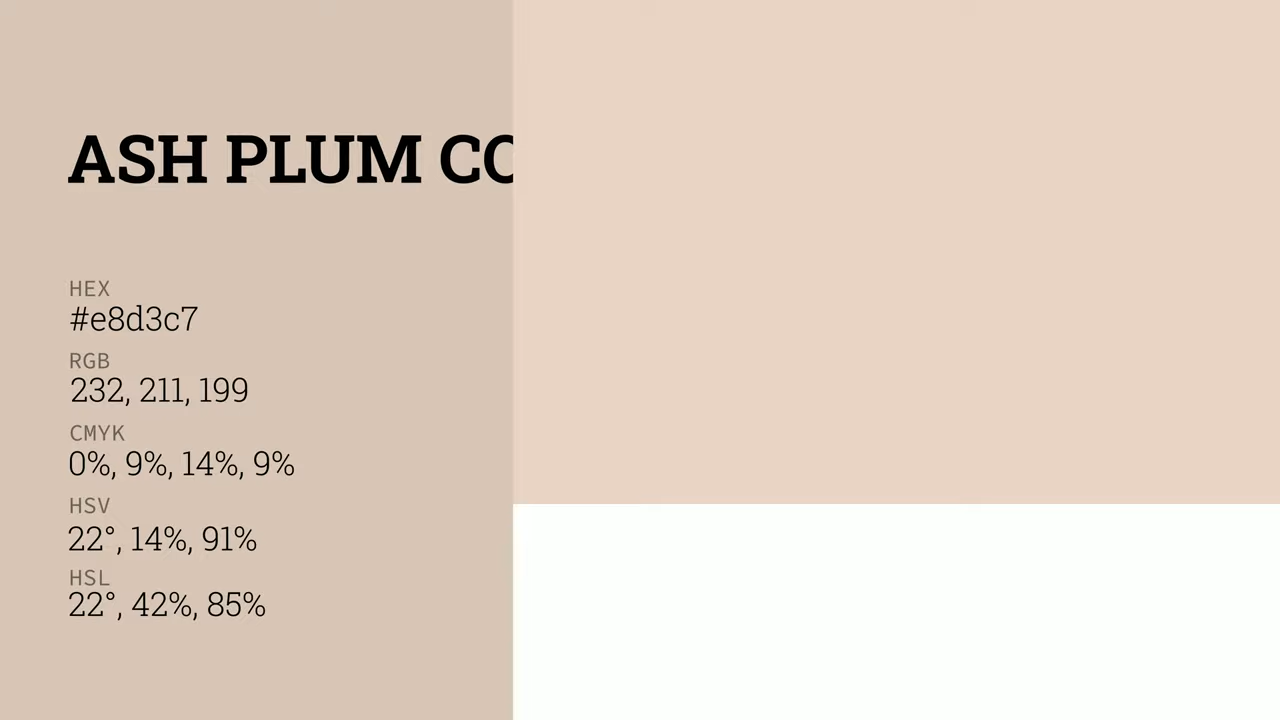 ASH PLUM CO
HEX
#e8d3c7
RGB
232, 211, 199
CMYK
0%, 9%, 14%, 9%
HSV
22°, 14%, 91%
HSL
22°, 42%, 85%